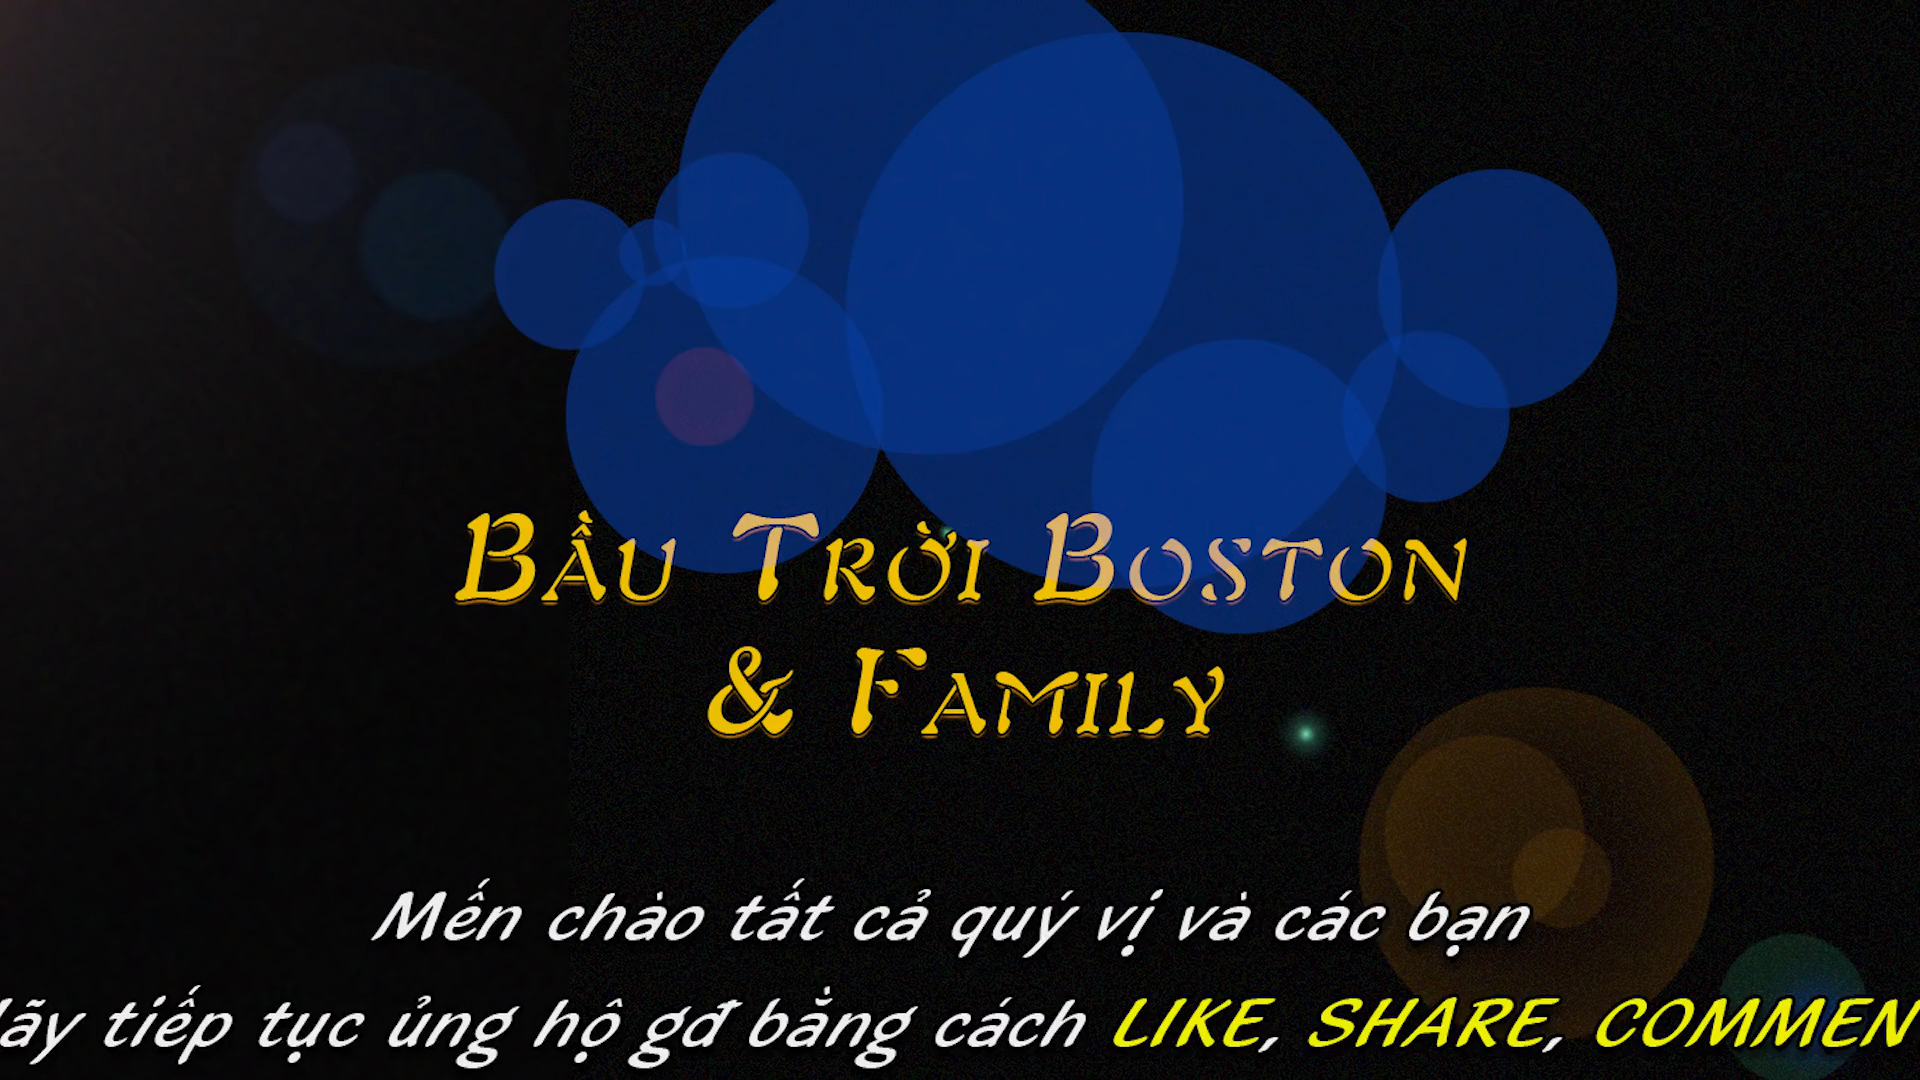 BẦU TRỜI BOSTON
& FAMILY
Mến chào tất cả quý vị và các bạn
tiếp tục ủng hộ gđ bằng cách LIKE, SHARE,